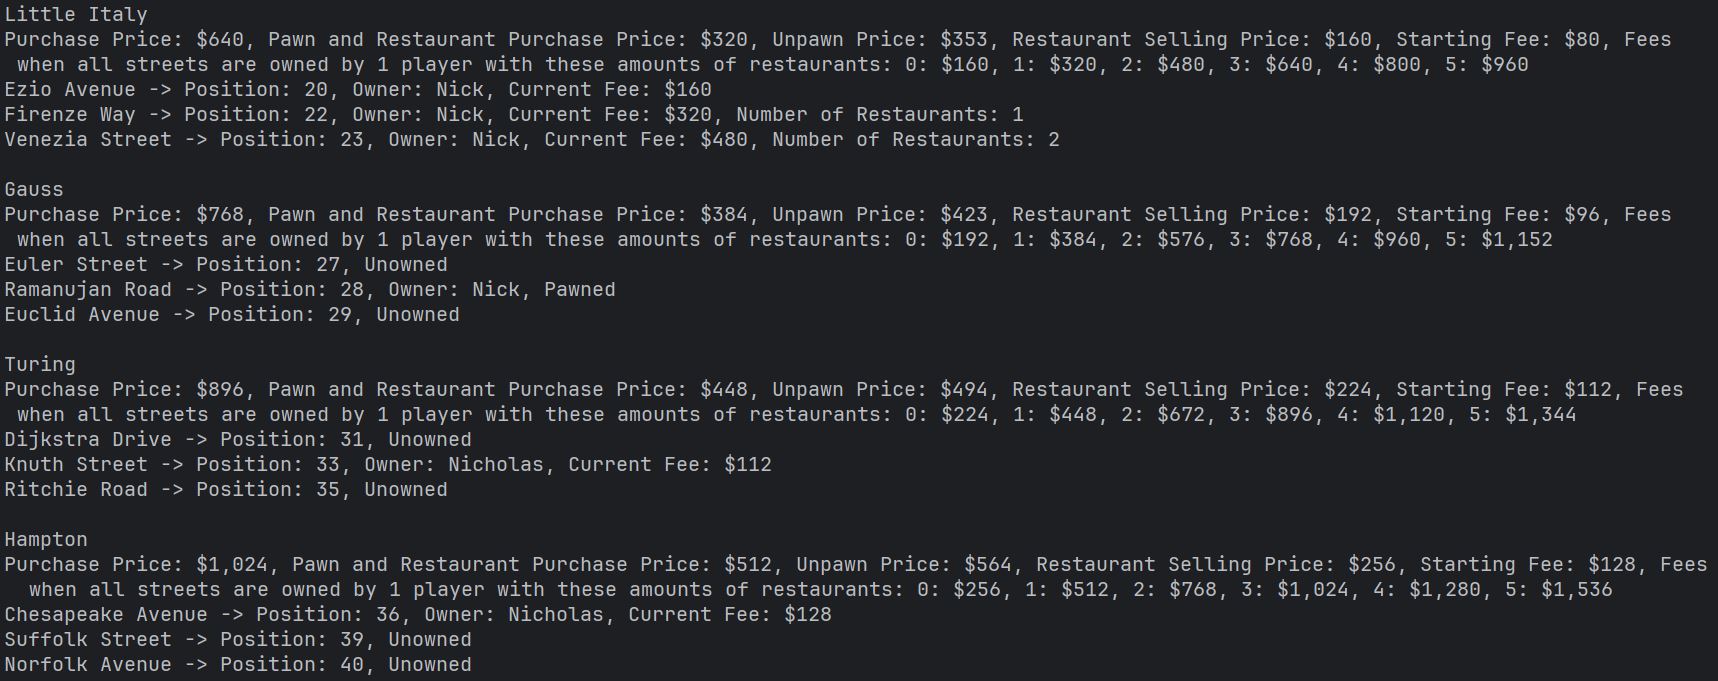 Little Italy
Purchase Price: $640, Pawn and Restaurant Purchase Price: $320, Unpawn Price: $353, Restaurant Selling Price: $160, Starting Fee: $80, Fees
when all streets are owned by 1 player with these amounts of restaurants: 0: $160, 1: $320, 2: $480, 3: $640, 4: $800, 5: $960
Ezio Avenue -> Position: 20, Owner: Nick, Current Fee: $160
Firenze Way -> Position: 22, Owner: Nick, Current Fee: $320, Number of Restaurants: 1
Venezia Street -> Position: 23, Owner: Nick, Current Fee: $480, Number of Restaurants: 2

Gauss
Purchase Price: $768, Pawn and Restaurant Purchase Price: $384, Unpawn Price: $423, Restaurant Selling Price: $192, Starting Fee: $96, Fees
when all streets are owned by 1 player with these amounts of restaurants: 0: $192, 1: $384, 2: $576, 3: $768, 4: $960, 5: $1,152
Euler Street -> Position: 27, Unowned
Ramanujan Road -> Position: 28, Owner: Nick, Pawned
Euclid Avenue -> Position: 29, Unowned

Turing
Purchase Price: $896, Pawn and Restaurant Purchase Price: $448, Unpawn Price: $494, Restaurant Selling Price: $224, Starting Fee: $112, Fees
when all streets are owned by 1 player with these amounts of restaurants: 0: $224, 1: $448, 2: $672, 3: $896, 4: $1,120, 5: $1,344
Dijkstra Drive -> Position: 31, Unowned
Knuth Street -> Position: 33, Owner: Nicholas, Current Fee: $112
Ritchie Road -> Position: 35, Unowned

Hampton
Purchase Price: $1,024, Pawn and Restaurant Purchase Price: $512, Unpawn Price: $564, Restaurant Selling Price: $256, Starting Fee: $128, Fees
when all streets are owned by 1 player with these amounts of restaurants: 0: $256, 1: $512, 2: $768, 3: $1,024, 4: $1,280, 5: $1,536
Chesapeake Avenue -> Position: 36, Owner: Nicholas, Current Fee: $128
Suffolk Street -> Position: 39, Unowned
Norfolk Avenue -> Position: 40, Unowned